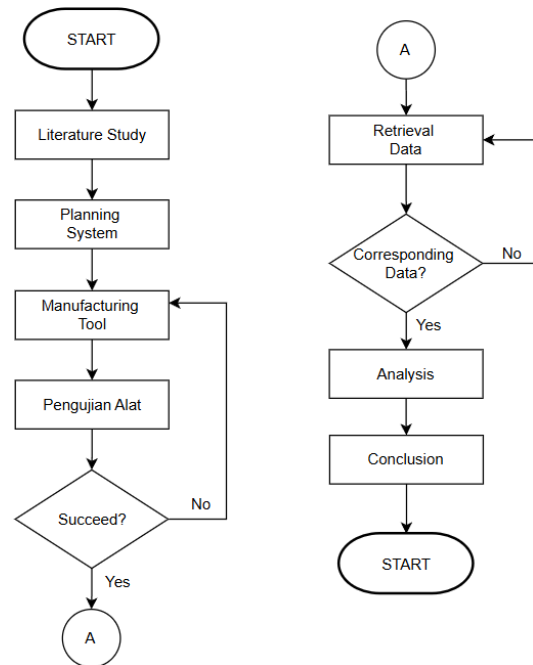 START
Literature Study
Planning
System
Manufacturing
Tool
Pengujian Alat
Succeed?
No
Yes
A
A
Retrieval
Data
Corresponding
Data?
No
Yes
Analysis
Conclusion
START